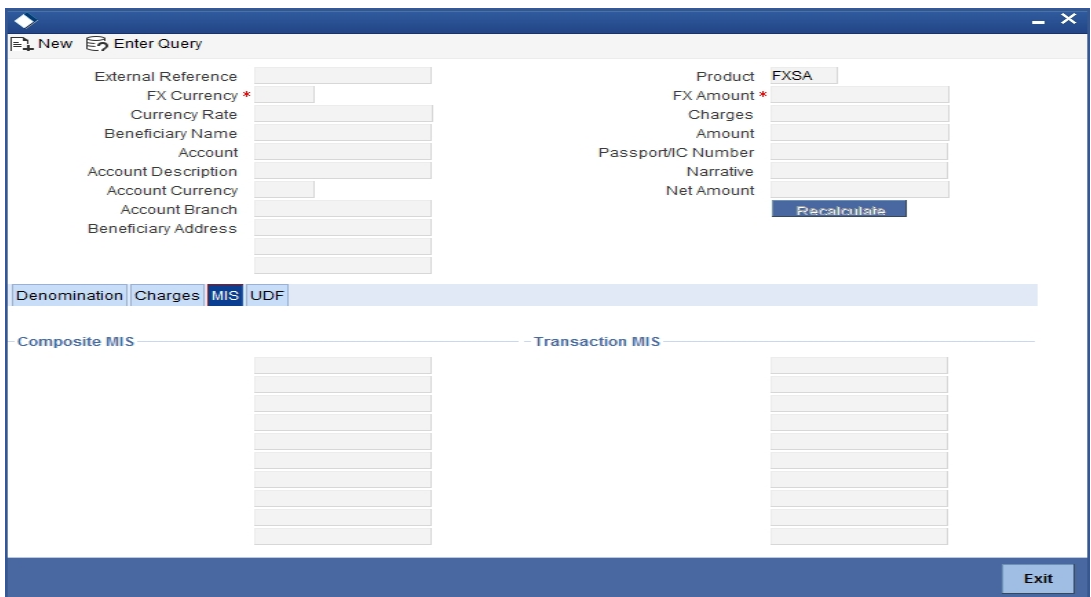 New Enter Query
External Reference
FX Currency *
Currency Rate
Beneficiary Name
Account
Account Description
Account Currency
Account Branch
Beneficiary Address
Product FXSA
FX Amount *
Charges
Amount
Passport/IC Number
Narrative
Net Amount
Recalculate
Denomination Charges MIS UDF
Composite MIS
Transaction MIS
Exit